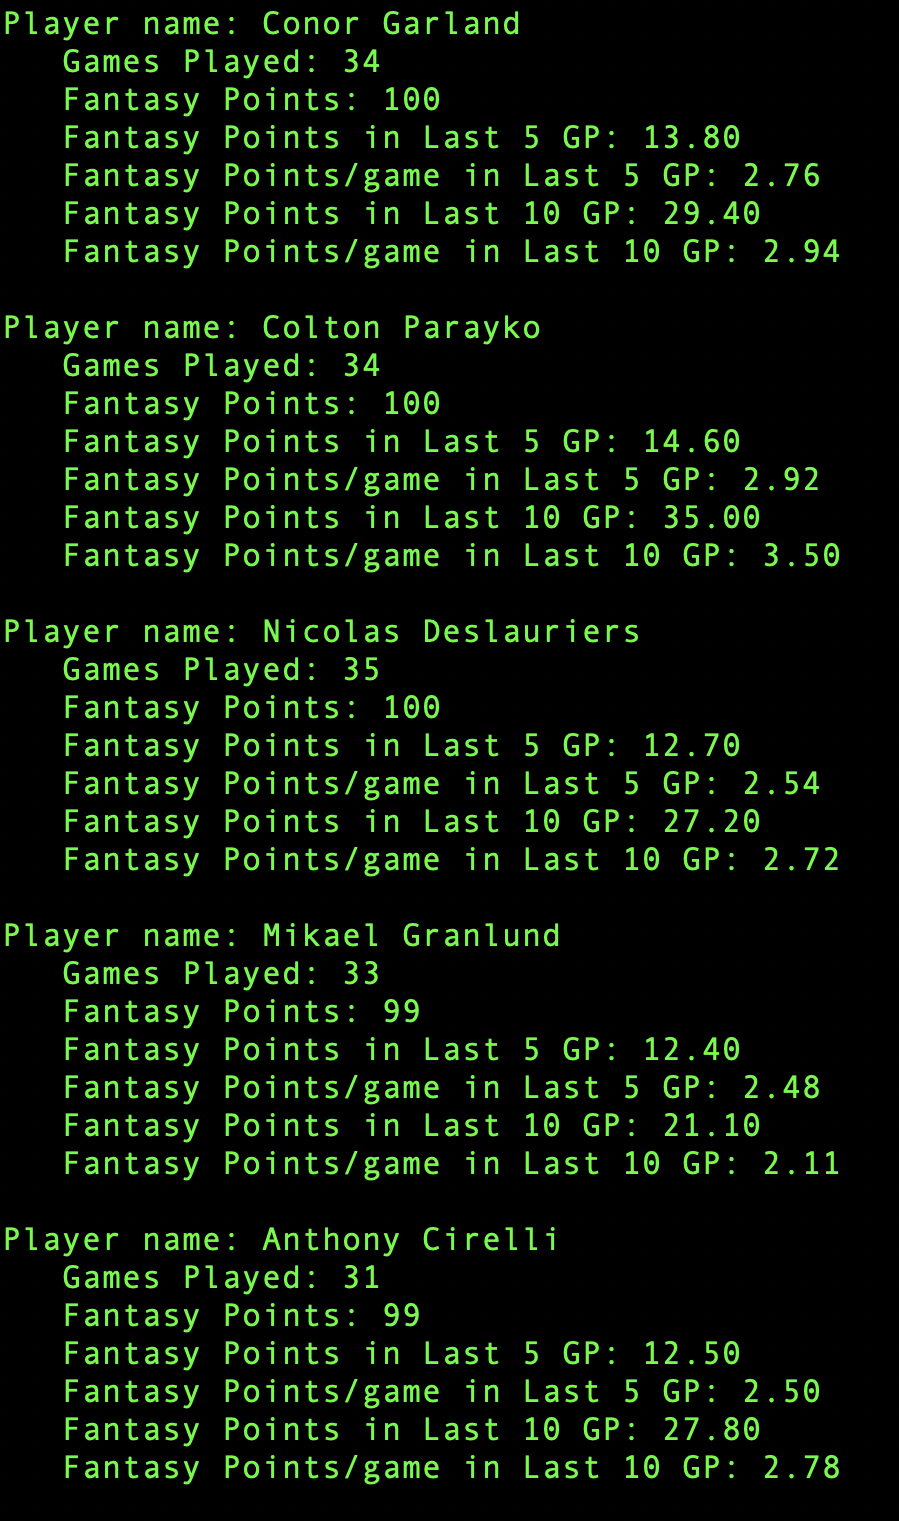 Player name: Conor Garland
Games Played: 34
Fantasy Points: 100
Fantasy Points in Last 5 GP: 13.80
Fantasy Points/game in Last 5 GP: 2.76
Fantasy Points in Last 10 GP: 29.40
Fantasy Points/game in Last 10 GP: 2.94
Player name: Colton Parayko
Games Played: 34
Fantasy Points: 100
Fantasy Points in Last 5 GP: 14.60
Fantasy Points/game in Last 5 GP: 2.92
Fantasy Points in Last 10 GP: 35.00
Fantasy Points/game in Last 10 GP: 3.50
Player name: Nicolas Deslauriers
Games Played: 35
Fantasy Points: 100
Fantasy Points in Last 5 GP: 12.70
Fantasy Points/game in Last 5 GP: 2.54
Fantasy Points in Last 10 GP: 27.20
Fantasy Points/game in Last 10 GP: 2.72
Player name: Mikael Granlund
Games Played: 33
Fantasy Points: 99
Fantasy Points in Last 5 GP: 12.40
Fantasy Points/game in Last 5 GP: 2.48
Fantasy Points in Last 10 GP: 21.10
Fantasy Points/game in Last 10 GP: 2.11
Player name: Anthony Cirelli
Games Played: 31
Fantasy Points: 99
Fantasy Points in Last 5 GP: 12.50
Fantasy Points/game in Last 5 GP: 2.50
Fantasy Points in Last 10 GP: 27.80
Fantasy Points/game in Last 10 GP: 2.78